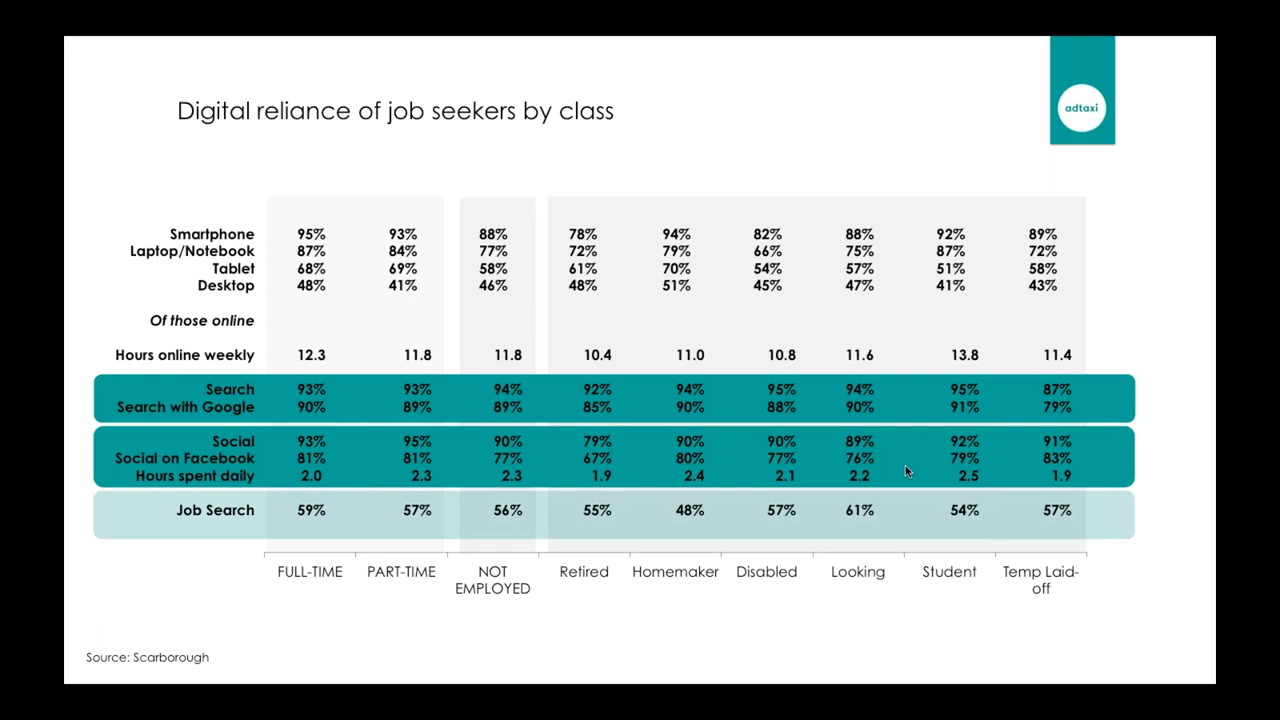 adtaxi
Digital reliance of job seekers by class
Smartphone 95% 93% 88% 78% 94% 82% 88% 92% 89%
Laptop/Notebook 87% 84% 77% 72% 79% 66% 75% 87% 72%
Tablet 68% 69% 58% 61% 70% 54% 57% 51% 58%
Desktop 48% 41% 46% 48% 51% 45% 47% 41% 43%
Of those online
Hours online weekly 12.3 11.8 11.8 10.4 11.0 10.8 11.6 13.8 11.4
Search 93% 93% 94% 92% 94% 95% 94% 95% 87%
Search with Google 90% 89% 89% 85% 90% 88% 90% 91% 79%
Social 93% 95% 90% 79% 90% 90% 89% 92% 91%
Social on Facebook 81% 81% 77% 67% 80% 77% 76% 79% 83%
Hours spent daily 2.0 2.3 2.3 1.9 2.4 2.1 2.2 2.5 1.9
Job Search 59% 57% 56% 55% 48% 57% 61% 54% 57%
FULL-TIME PART-TIME NOT Retired Homemaker Disabled Looking Student Temp Laid-
EMPLOYED off
Source: Scarborough